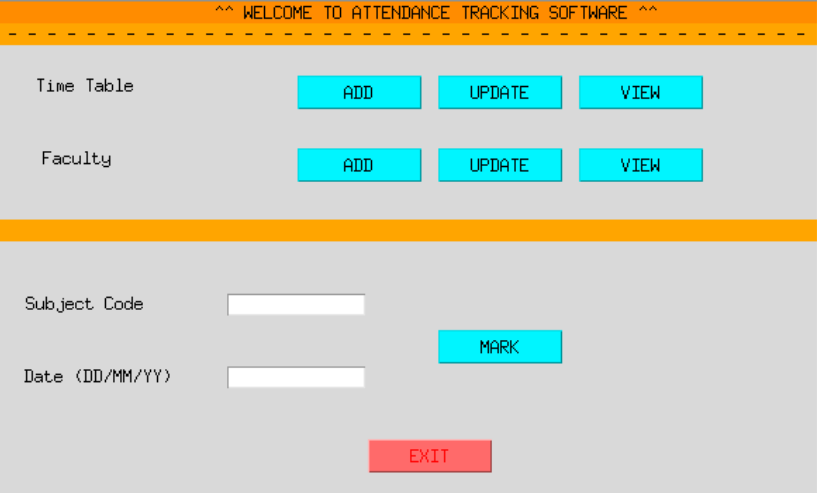 ^^ WELCOME TO ATTENDANCE TRACKING SOFTWARE ^^
- - - - - - - - - - - - - - - - - - - - - - - - - - - - - - - - - - -
Time Table ADD UPDATE VIEW
Faculty ADD UPDATE VIEW
Subject Code
MARK
Date (DD/MM/YY)
EXIT